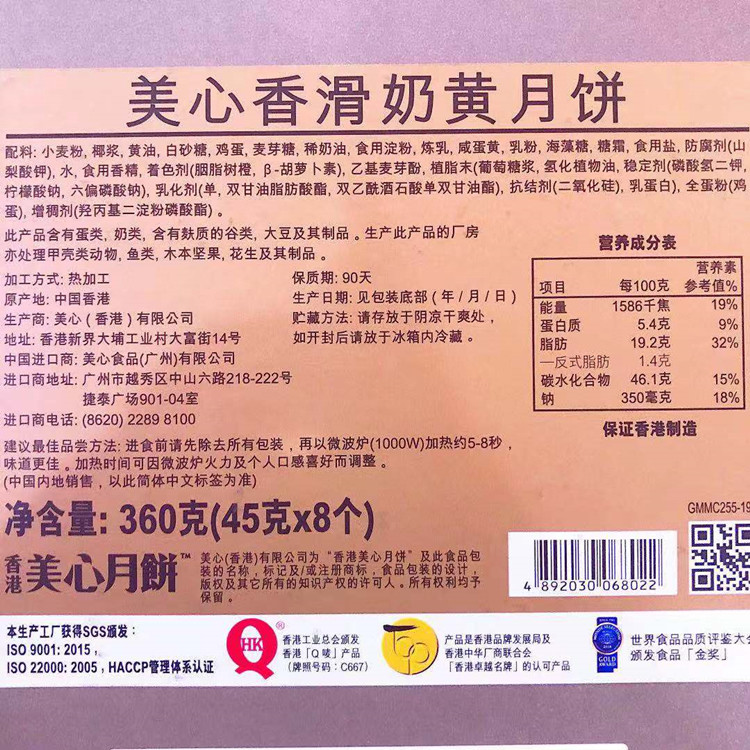 美心香滑奶黄月饼
配料: 小麦粉, 椰浆, 黄油, 白砂糖, 鸡蛋, 麦芽糖, 稀奶油, 食用淀粉, 炼乳, 咸蛋黄, 乳粉, 海藻糖, 糖霜, 食用盐, 防腐剂(山
梨酸钾), 水, 食用香精, 着色剂(胭脂树橙, β-胡萝卜素), 乙基麦芽酚, 植脂末(葡萄糖浆, 氢化植物油, 稳定剂(磷酸氢二钾,
柠檬酸钠, 六偏磷酸钠), 乳化剂(单, 双甘油脂肪酸酯, 双乙酰酒石酸单双甘油酯), 抗结剂(二氧化硅), 乳蛋白), 全蛋粉(鸡
蛋), 增稠剂(羟丙基二淀粉磷酸酯) 。
此产品含有蛋类, 奶类, 含有麸质的谷类, 大豆及其制品 。生产此产品的厂房
亦处理甲壳类动物, 鱼类, 木本坚果, 花生及其制品 。
加工方式: 热加工
原产地: 中国香港
生产商: 美心 ( 香港 ) 有限公司
地址: 香港新界大埔工业村大富街14号
中国进口商: 美心食品(广州)有限公司
进口商地址: 广州市越秀区中山六路218-222号
捷泰广场901-04室
进口商电话: (8620) 2289 8100
保质期: 90天
生产日期: 见包装底部 ( 年 / 月 / 日 )
贮藏方法: 请存放于阴凉干爽处,
如开封后请放于冰箱内冷藏 。
营养成分表
项目 每100克 营养素参考值%
能量 1586千焦 19%
蛋白质 5.4克 9%
脂肪 19.2克 32%
—反式脂肪 1.4克
碳水化合物 46.1克 15%
钠 350毫克 18%
保证香港制造
建议最佳品尝方法: 进食前请先除去所有包装 , 再以微波炉(1000W)加热约5-8秒 ,
味道更佳 。加热时间可因微波炉火力及个人口感喜好而调整 。
(中国内地销售 , 以此简体中文标签为准)
净含量: 360克(45克x8个)
GMMC255-19
香港 美心月餅™
美心(香港)有限公司为 "香港美心月饼" 及此食品包
装的名称 , 标记及/或注册商标 , 食品包装的设计 ,
版权及其它所有的知识产权的许可人 。所有权利均予
保留 。
4 892030 068022
本生产工厂获得SGS颁发 :
ISO 9001: 2015 ,
ISO 22000: 2005 , HACCP管理体系认证
HK
®
香港工业总会颁发
香港「Q 唛」产品
(牌照号码 : C667)
产品是香港品牌发展局及
香港中华厂商联合会
「香港卓越名牌」的认可产品
GOLD
AWARD
世界食品品质评鉴大会
颁发食品「金奖」